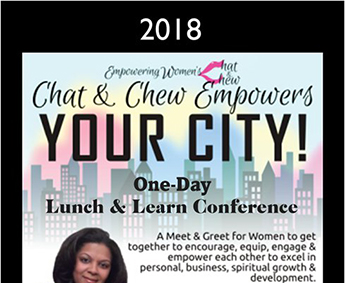 2018
Empowering Women's Chat & Chew
Chat & Chew Empowers
YOUR CITY!
One-Day
Lunch & Learn Conference
A Meet & Greet for Women to get
together to encourage, equip, engage &
empower each other to excel in
personal, business, spiritual growth &
development.